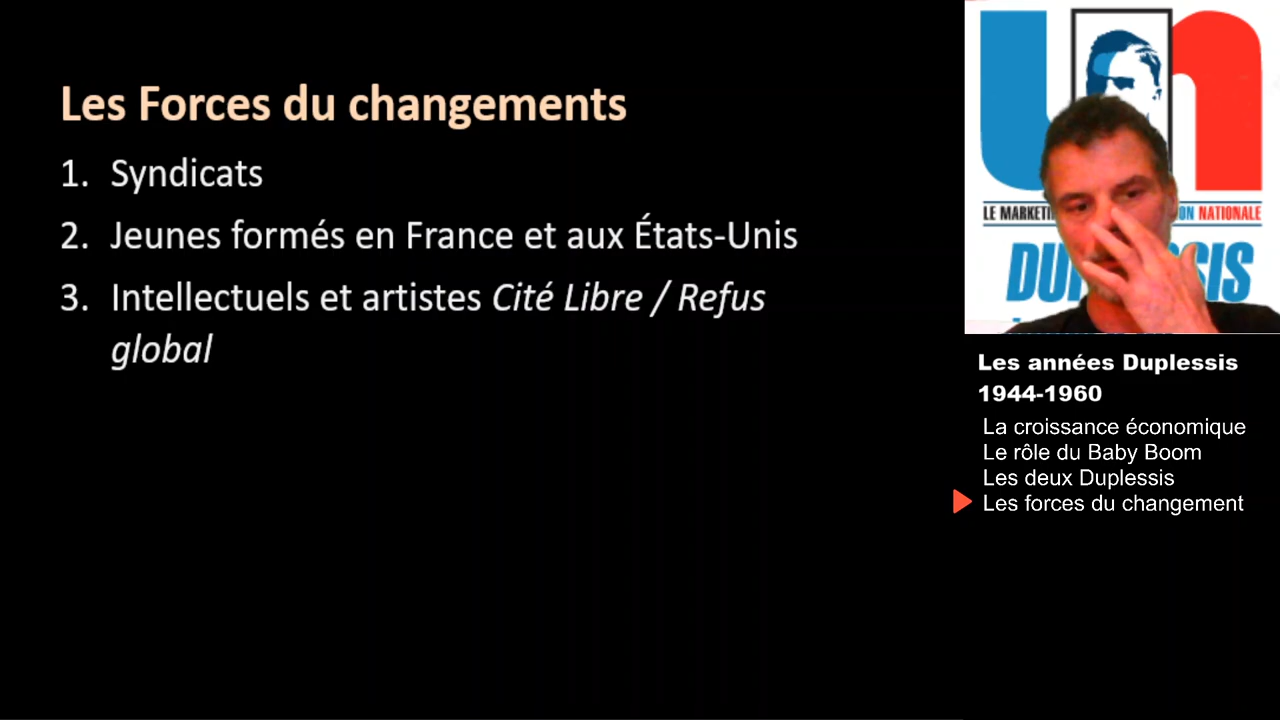 Les Forces du changements
1. Syndicats
2. Jeunes formés en France et aux États-Unis
3. Intellectuels et artistes Cité Libre / Refus
global
un
LE MARKET
ON NATIONALE
DU
SIS
Les années Duplessis
1944-1960
La croissance économique
Le rôle du Baby Boom
Les deux Duplessis
Les forces du changement